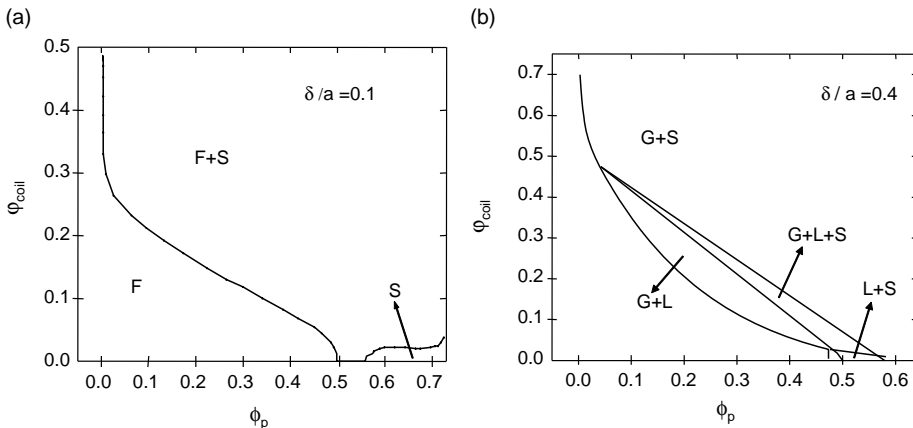 (a)
0.5
0.4
0.3
0.2
0.1
0.0
φcoil
δ /a =0.1
F+S
F
S
0.0 0.1 0.2 0.3 0.4 0.5 0.6 0.7
ϕp
(b)
0.7
0.6
0.5
0.4
0.3
0.2
0.1
0.0
φcoil
δ / a =0.4
G+S
G+L+S
G+L
L+S
0.0 0.1 0.2 0.3 0.4 0.5 0.6
ϕp